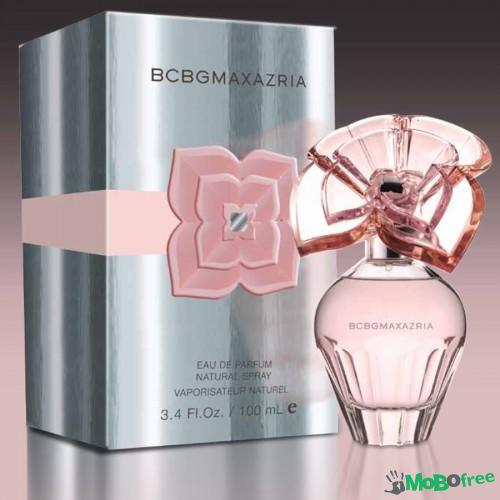 BCBGMAXAZRIA
EAU DE PARFUM
NATURAL SPRAY
VAPORISATEUR NATUREL
3.4 Fl.Oz. / 100 mL e
BCBGMAXAZRIA
MoBOfree